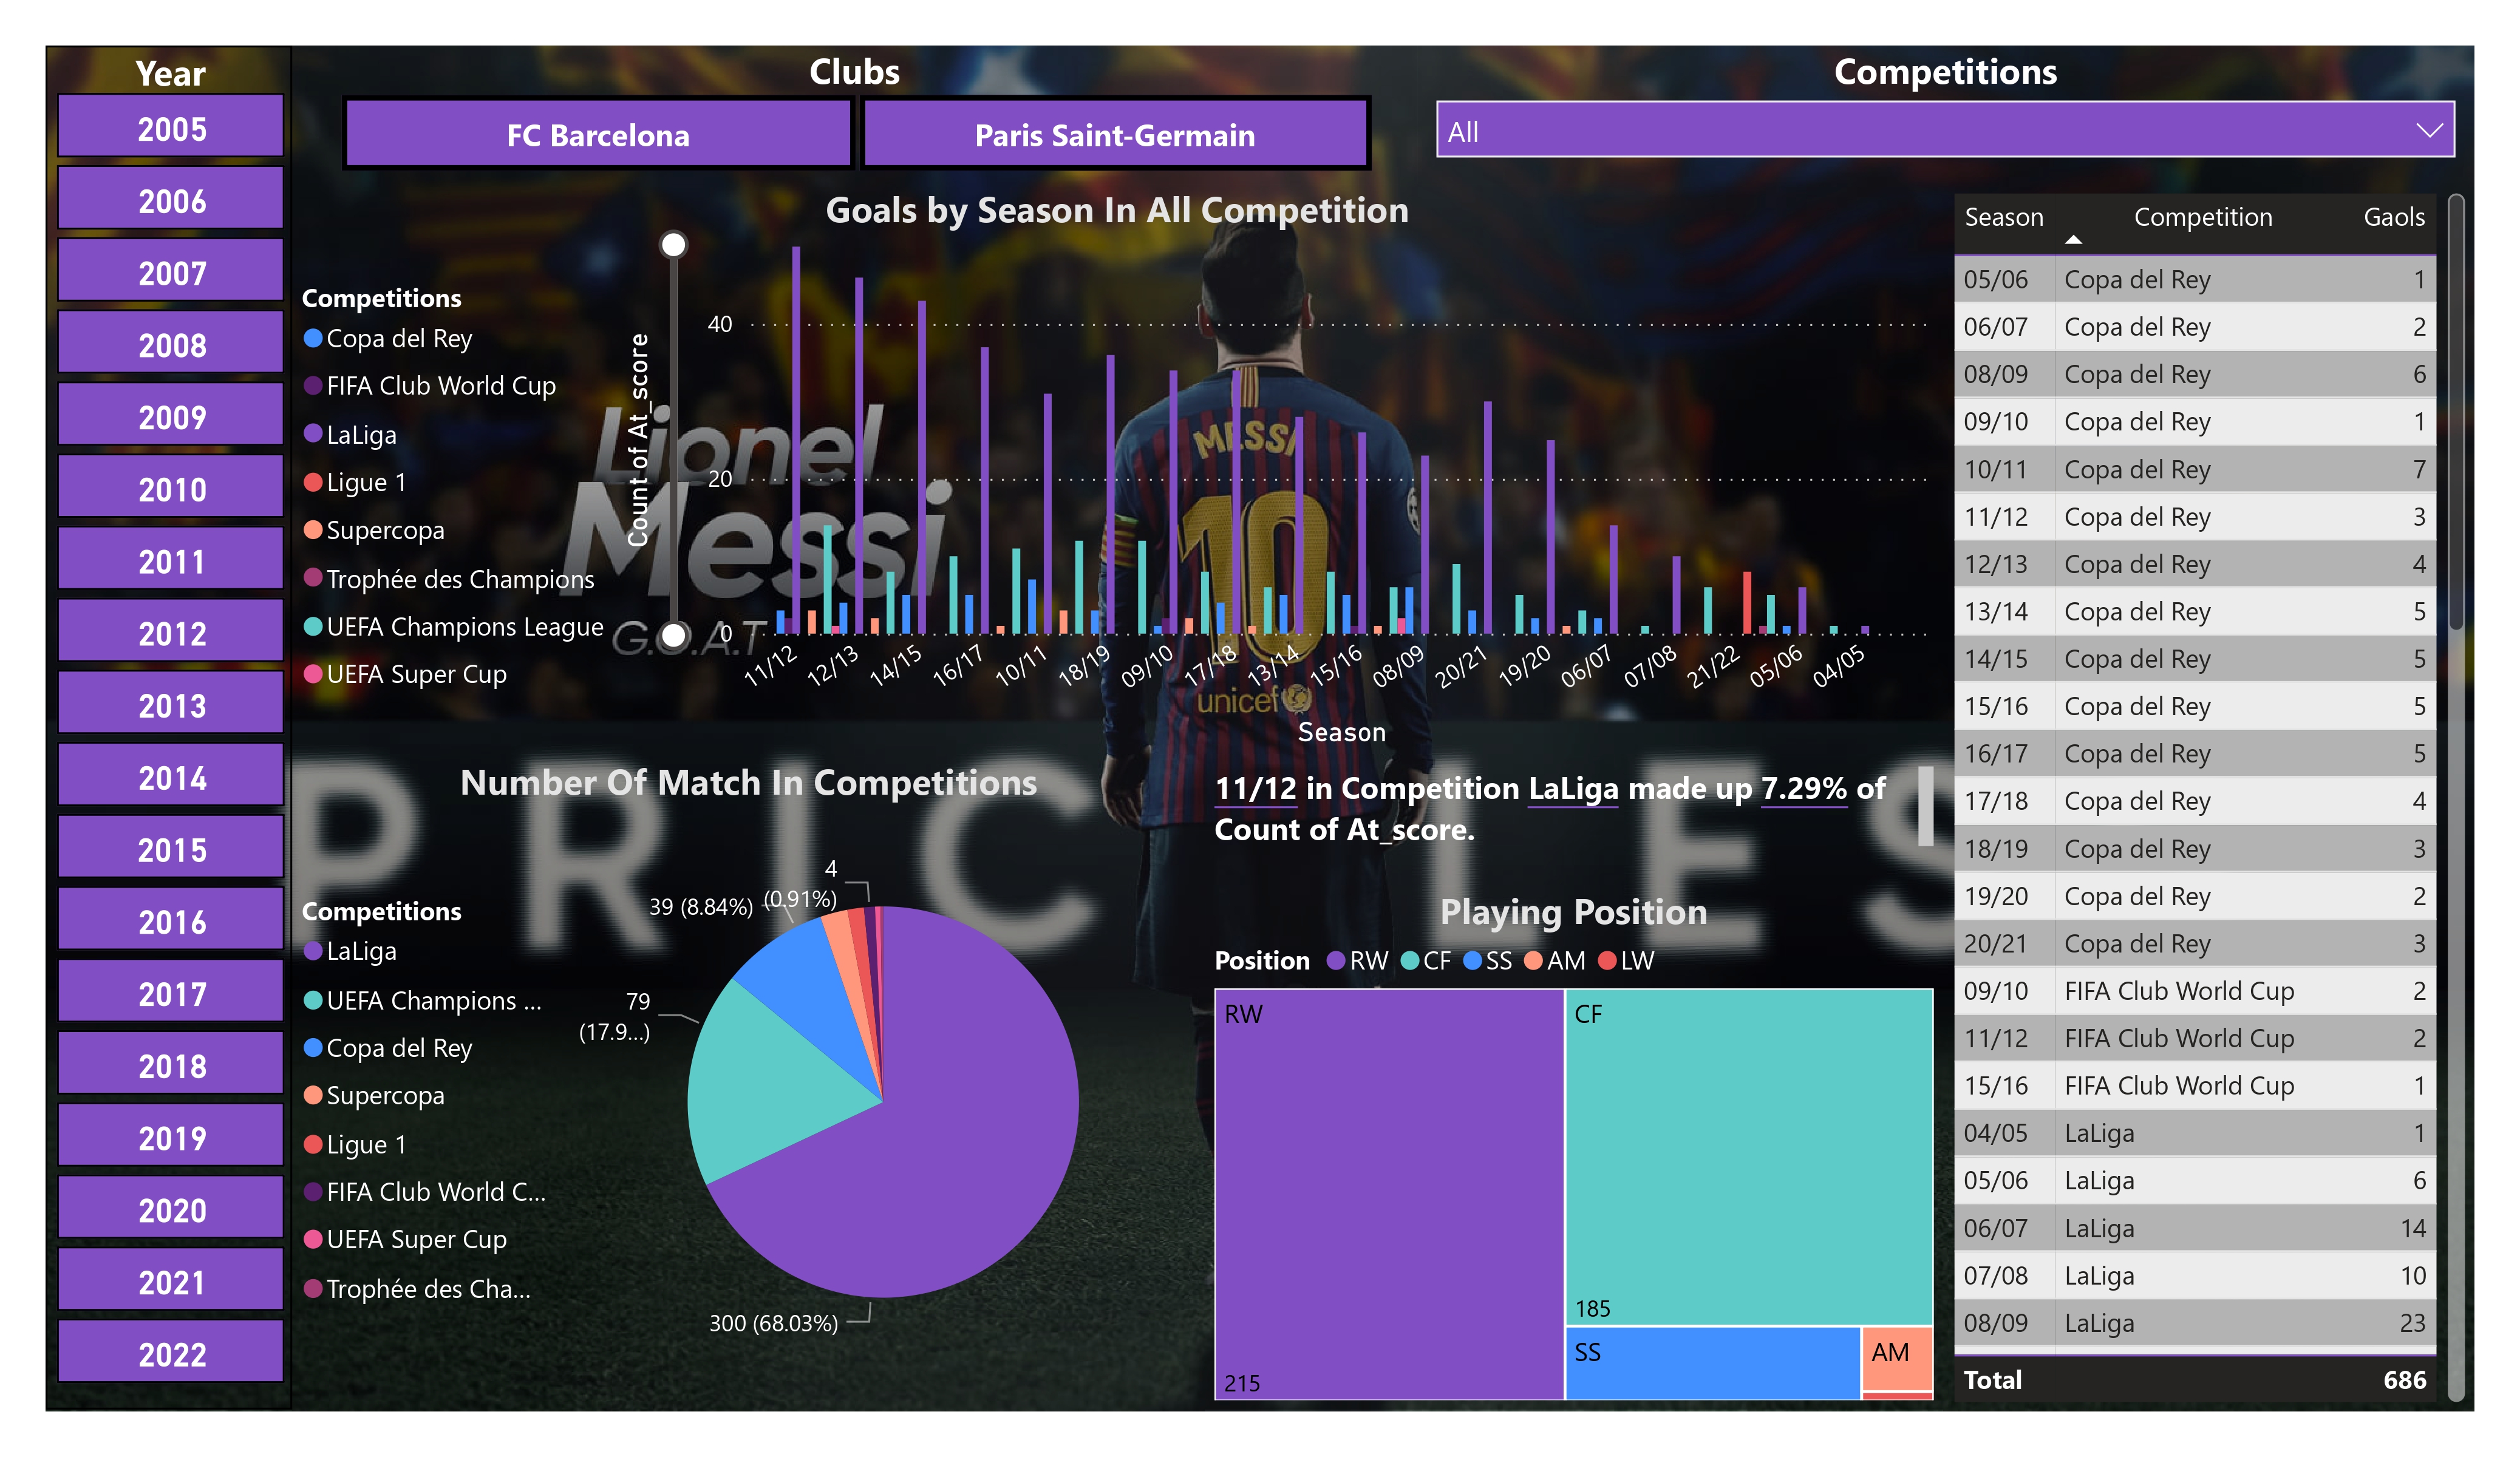 Year
2005
2006
2007
2008
2009
2010
2011
2012
2013
2014
2015
2016
2017
2018
2019
2020
2021
2022
Clubs
FC Barcelona
Paris Saint-Germain
Competitions
All
Goals by Season In All Competition
Competitions
Copa del Rey
FIFA Club World Cup
LaLiga
Ligue 1
Supercopa
Trophée des Champions
UEFA Champions League
UEFA Super Cup
Count of At_score
40
20
0
11/12
12/13
14/15
16/17
10/11
18/19
09/10
17/18
13/14
15/16
08/09
20/21
19/20
06/07
07/08
21/22
05/06
04/05
Season
Lionel
Messi
G.O.A.T
MESSI
10
unicef
PRICELES
Number Of Match In Competitions
Competitions
LaLiga
UEFA Champions ...
Copa del Rey
Supercopa
Ligue 1
FIFA Club World C...
UEFA Super Cup
Trophée des Cha...
4
(0.91%)
39 (8.84%)
79
(17.9...)
300 (68.03%)
11/12 in Competition LaLiga made up 7.29% of
Count of At_score.
Playing Position
Position RW CF SS AM LW
RW
215
CF
185
SS
AM
Season Competition Gaols
05/06 Copa del Rey 1
06/07 Copa del Rey 2
08/09 Copa del Rey 6
09/10 Copa del Rey 1
10/11 Copa del Rey 7
11/12 Copa del Rey 3
12/13 Copa del Rey 4
13/14 Copa del Rey 5
14/15 Copa del Rey 5
15/16 Copa del Rey 5
16/17 Copa del Rey 5
17/18 Copa del Rey 4
18/19 Copa del Rey 3
19/20 Copa del Rey 2
20/21 Copa del Rey 3
09/10 FIFA Club World Cup 2
11/12 FIFA Club World Cup 2
15/16 FIFA Club World Cup 1
04/05 LaLiga 1
05/06 LaLiga 6
06/07 LaLiga 14
07/08 LaLiga 10
08/09 LaLiga 23
Total 686